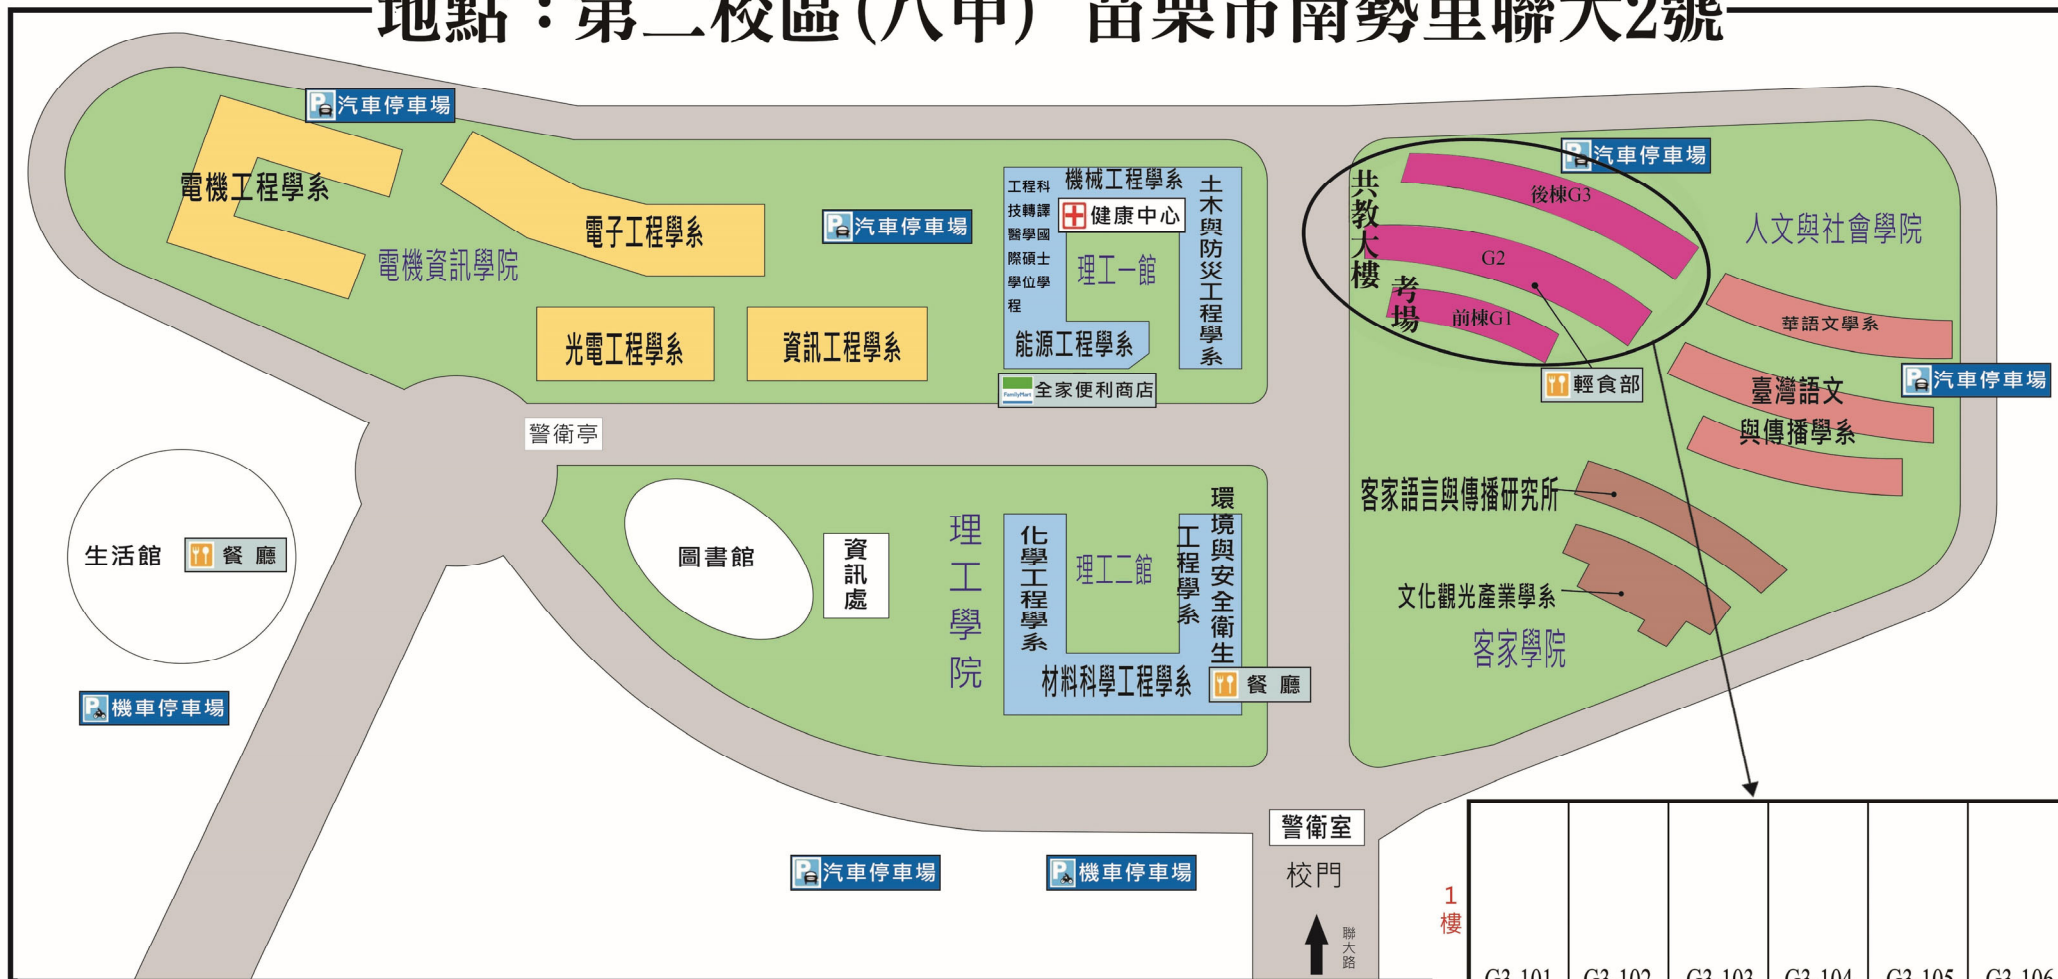 地點：第二校區(八甲) 苗栗市南勢里聯大2號
P 汽車停車場
P 汽車停車場
電機工程學系
電子工程學系
電機資訊學院
P 汽車停車場
光電工程學系
資訊工程學系
工程科
技轉譯
醫學國
際碩士
學位學
程
機械工程學系
健康中心
理工一館
能源工程學系
土木與防災工程學系
FamilyMart 全家便利商店
共教大樓
考場
後棟G3
G2
前棟G1
輕食部
人文與社會學院
華語文學系
臺灣語文
與傳播學系
P 汽車停車場
警衛亭
生活館
餐廳
圖書館
資訊處
理工學院
化學工程學系
理工二館
環境與安全衛生
工程學系
材料科學工程學系
餐廳
客家語言與傳播研究所
文化觀光產業學系
客家學院
P 機車停車場
警衛室
P 汽車停車場
P 機車停車場
校門
聯大路
1樓
G3-101 G3-102 G3-103 G3-104 G3-105 G3-106